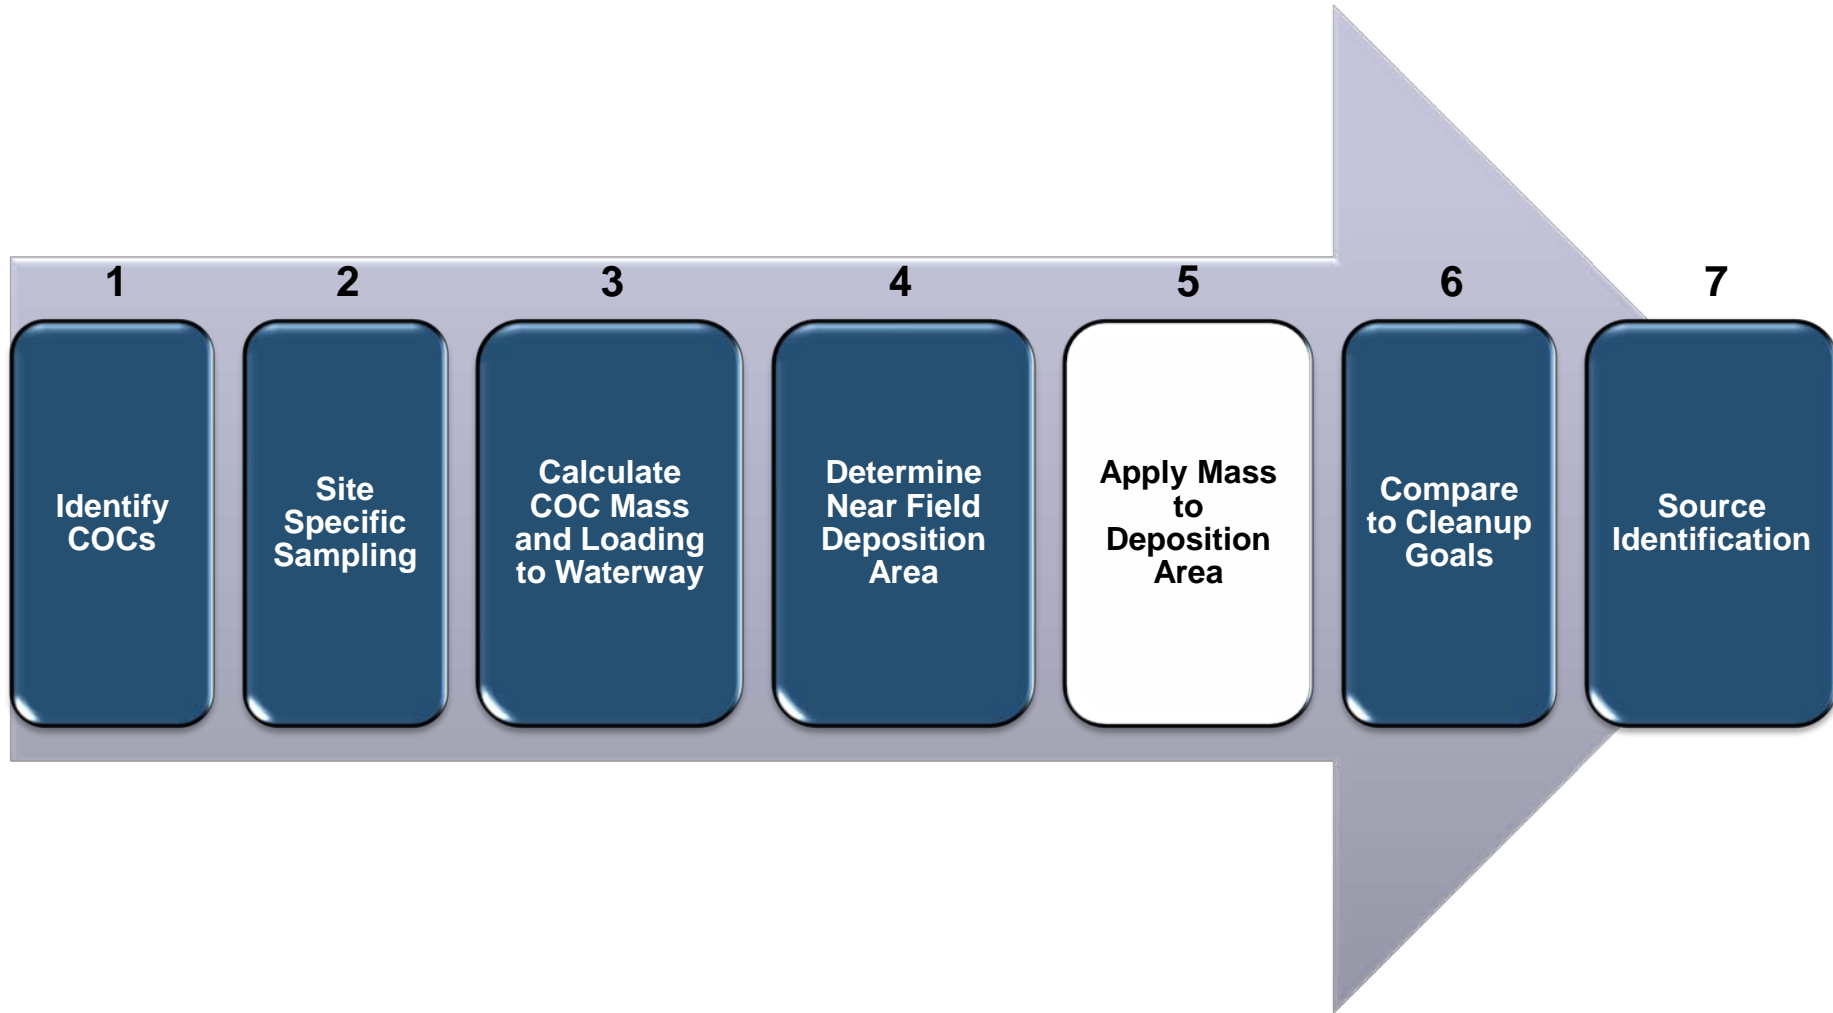 1
2
3
4
5
6
7
Identify
COCs
Site
Specific
Sampling
Calculate
COC Mass
and Loading
to Waterway
Determine
Near Field
Deposition
Area
Apply Mass
to
Deposition
Area
Compare
to Cleanup
Goals
Source
Identification